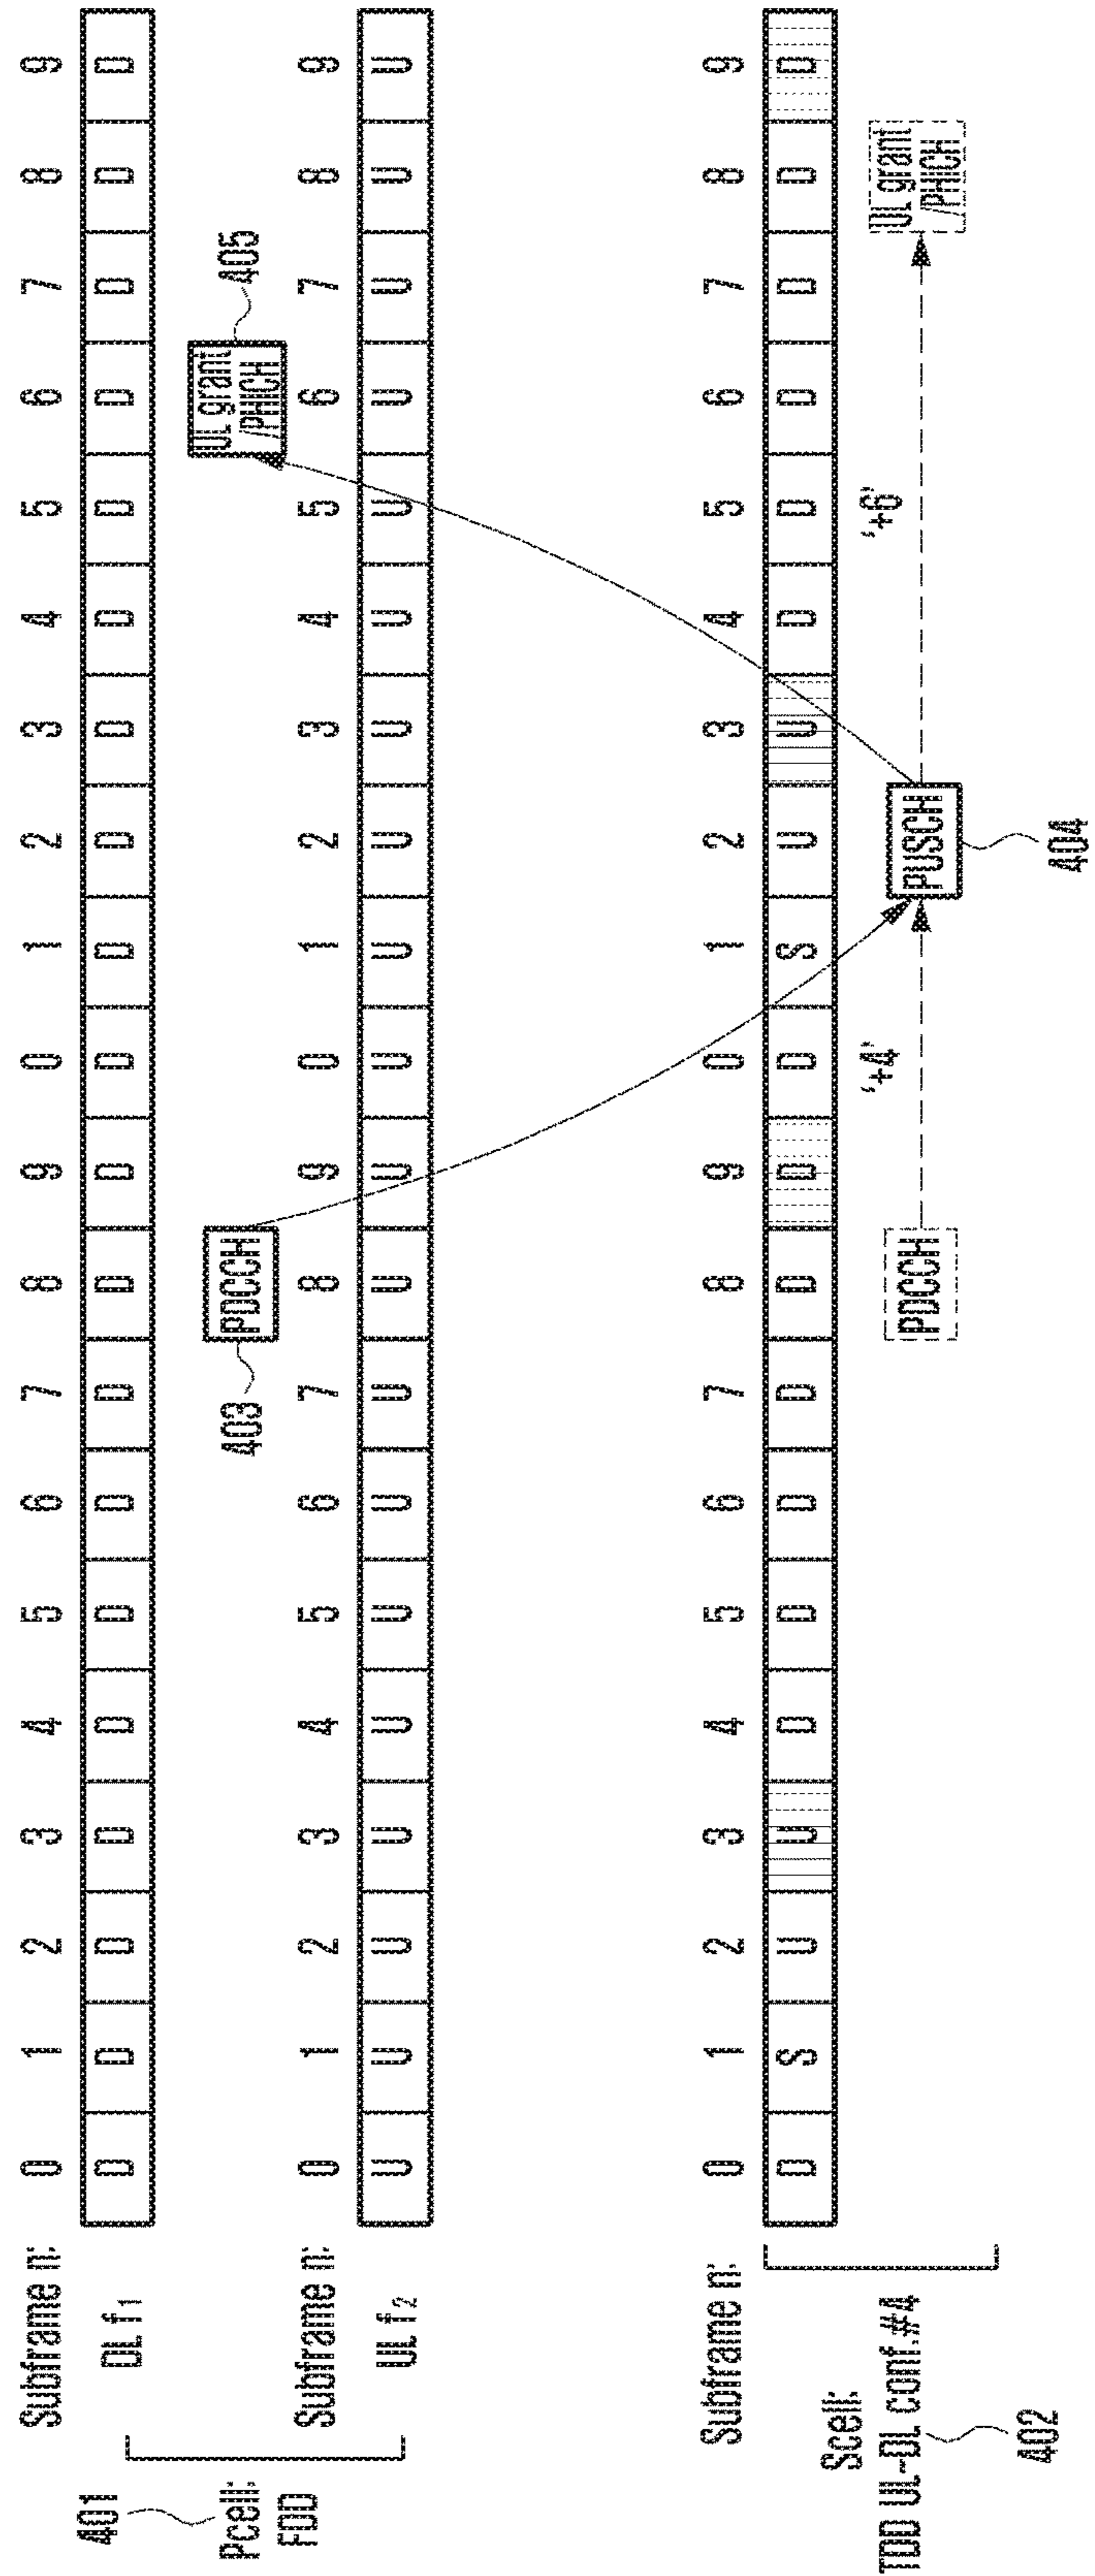 401
Pcell:
FDD
Subframe n: 0 1 2 3 4 5 6 7 8 9 0 1 2 3 4 5 6 7 8 9
DL f1 D D D D D D D D D D D D D D D D D D D D
403 PDCCH
UL grant
/PHICH
405
Subframe n: 0 1 2 3 4 5 6 7 8 9 0 1 2 3 4 5 6 7 8 9
UL f2 U U U U U U U U U U U U U U U U U U U U
Subframe n: 0 1 2 3 4 5 6 7 8 9 0 1 2 3 4 5 6 7 8 9
D S U U D D D D D D D S U U D D D D D D
Scell:
TDD UL-DL conf.#4
402
PDCCH
'+4'
PUSCH
404
'+6'
UL grant
/PHICH